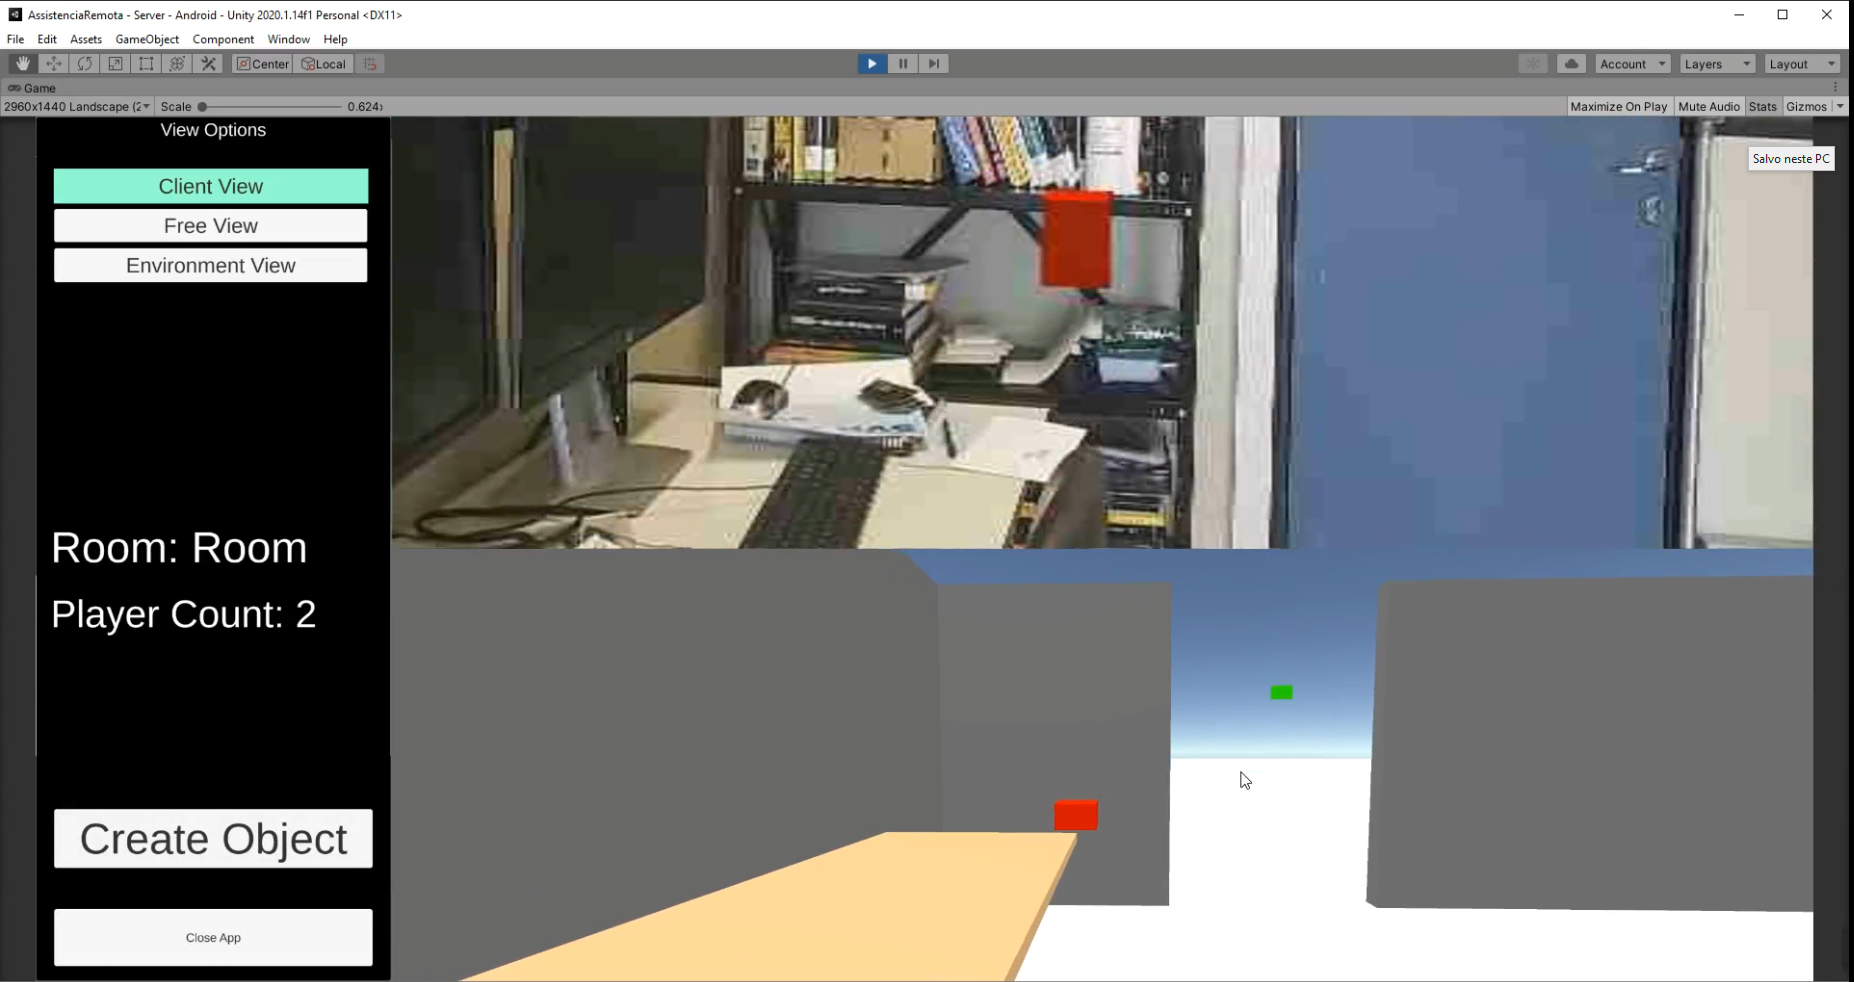 AssistenciaRemota - Server - Android - Unity 2020.1.14f1 Personal <DX11>
File Edit Assets GameObject Component Window Help
Center Local Account Layers Layout
Game
2960x1440 Landscape (2 Scale 0.624x Maximize On Play Mute Audio Stats Gizmos
View Options
Salvo neste PC
Client View
Free View
Environment View
Room: Room
Player Count: 2
Create Object
Close App